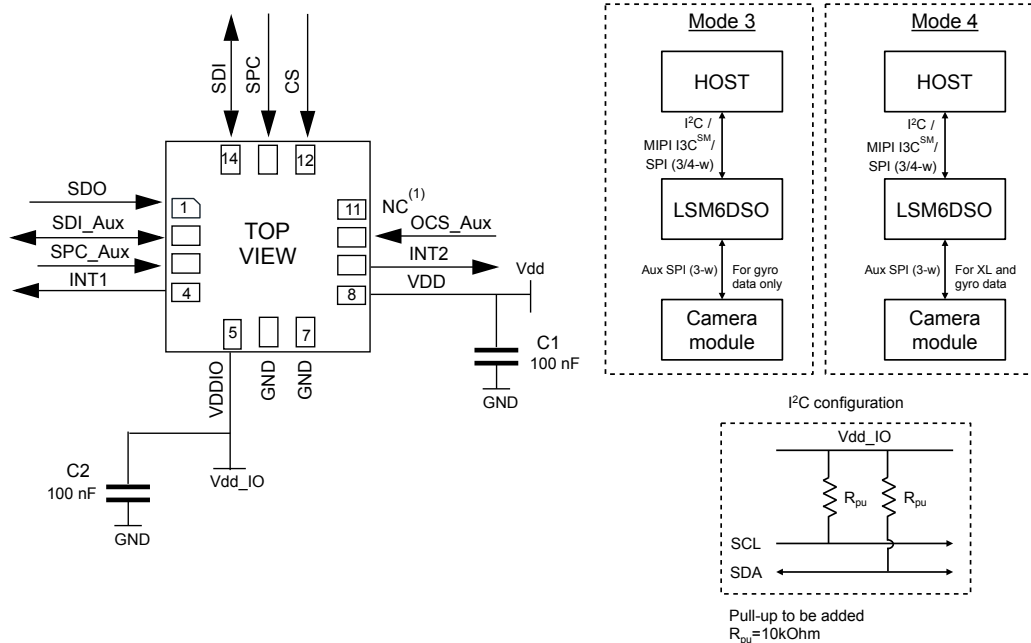 SDI
SPC
CS
14
12
SDO
SDI_Aux
SPC_Aux
INT1
1
4
TOP
VIEW
11
8
NC(1)
OCS_Aux
INT2
VDD
Vdd
5
7
VDDIO
GND
GND
C1
100 nF
GND
C2
100 nF
GND
Vdd_IO
Mode 3
HOST
I2C /
MIPI I3CSM/
SPI (3/4-w)
LSM6DSO
Aux SPI (3-w)
For gyro
data only
Camera
module
Mode 4
HOST
I2C /
MIPI I3CSM/
SPI (3/4-w)
LSM6DSO
Aux SPI (3-w)
For XL and
gyro data
Camera
module
I2C configuration
Vdd_IO
Rpu
Rpu
SCL
SDA
Pull-up to be added
Rpu=10kOhm